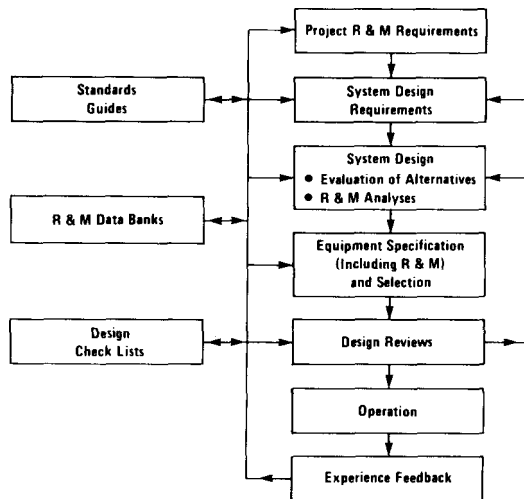 Project R & M Requirements
Standards
Guides
System Design
Requirements
System Design
● Evaluation of Alternatives
● R & M Analyses
R & M Data Banks
Equipment Specification
(Including R & M)
and Selection
Design
Check Lists
Design Reviews
Operation
Experience Feedback